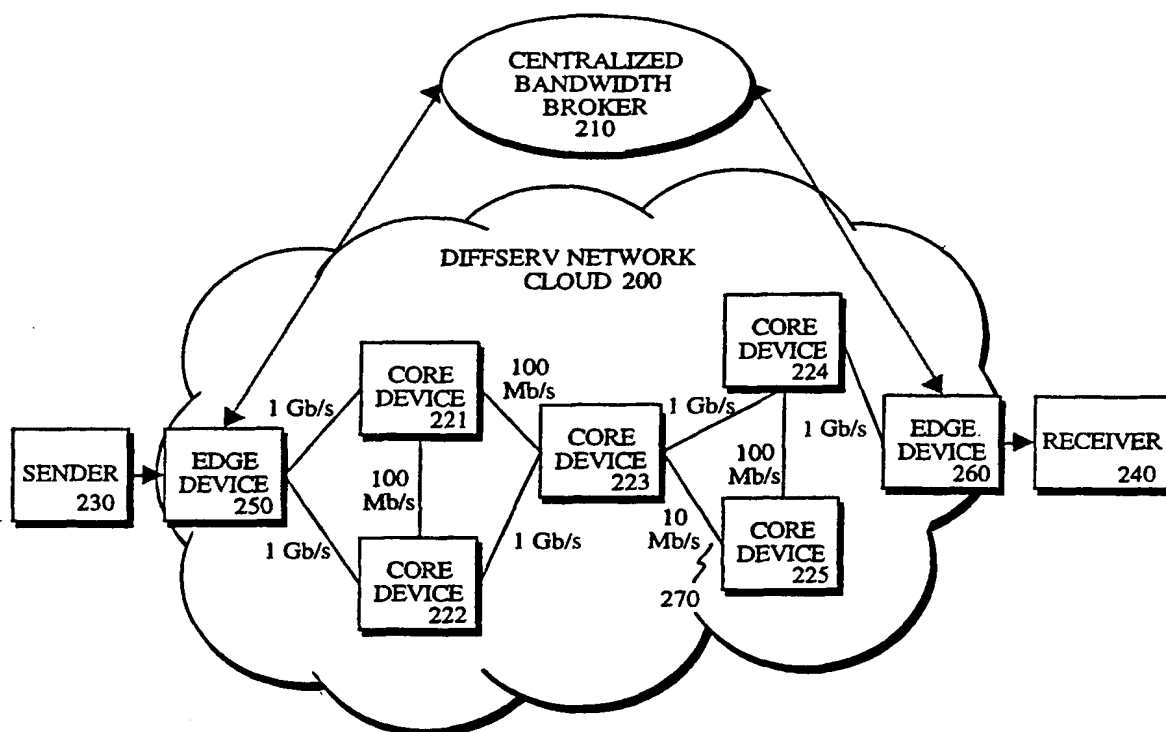 CENTRALIZED
BANDWIDTH
BROKER
210
DIFFSERV NETWORK
CLOUD 200
CORE
DEVICE
224
CORE
DEVICE
221
100
Mb/s
1 Gb/s
1 Gb/s
1 Gb/s
SENDER
230
EDGE
DEVICE
250
CORE
DEVICE
223
EDGE.
DEVICE
260
RECEIVER
240
100
Mb/s
100
Mb/s
1 Gb/s
1 Gb/s
10
Mb/s
CORE
DEVICE
222
CORE
DEVICE
225
270